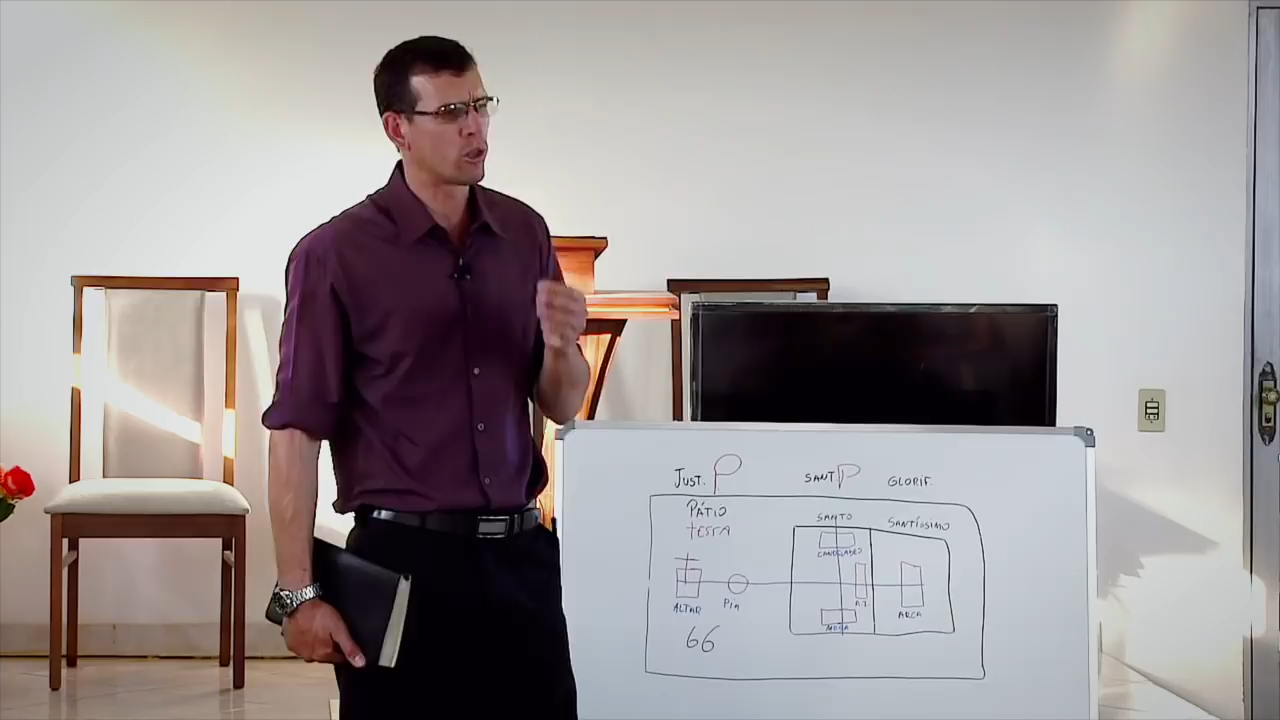 JUST. P SANT P GLORIF.
PÁTIO
TERRA
SANTO SANTÍSSIMO
CANDELABRO
ALTAR PIA A.I. ARCA
MESA
66